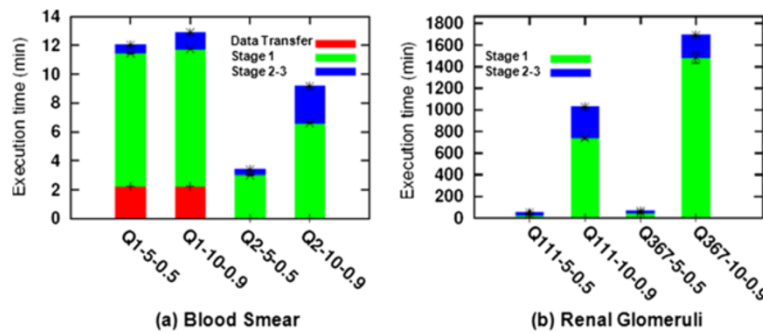 14
12
10
8
6
4
2
0
Execution time (min)
Data Transfer
Stage 1
Stage 2-3
Q1-5-0.5
Q1-10-0.9
Q2-5-0.5
Q2-10-0.9
(a) Blood Smear
1800
1600
1400
1200
1000
800
600
400
200
0
Execution time (min)
Stage 1
Stage 2-3
Q111-5-0.5
Q111-10-0.9
Q367-5-0.5
Q367-10-0.9
(b) Renal Glomeruli